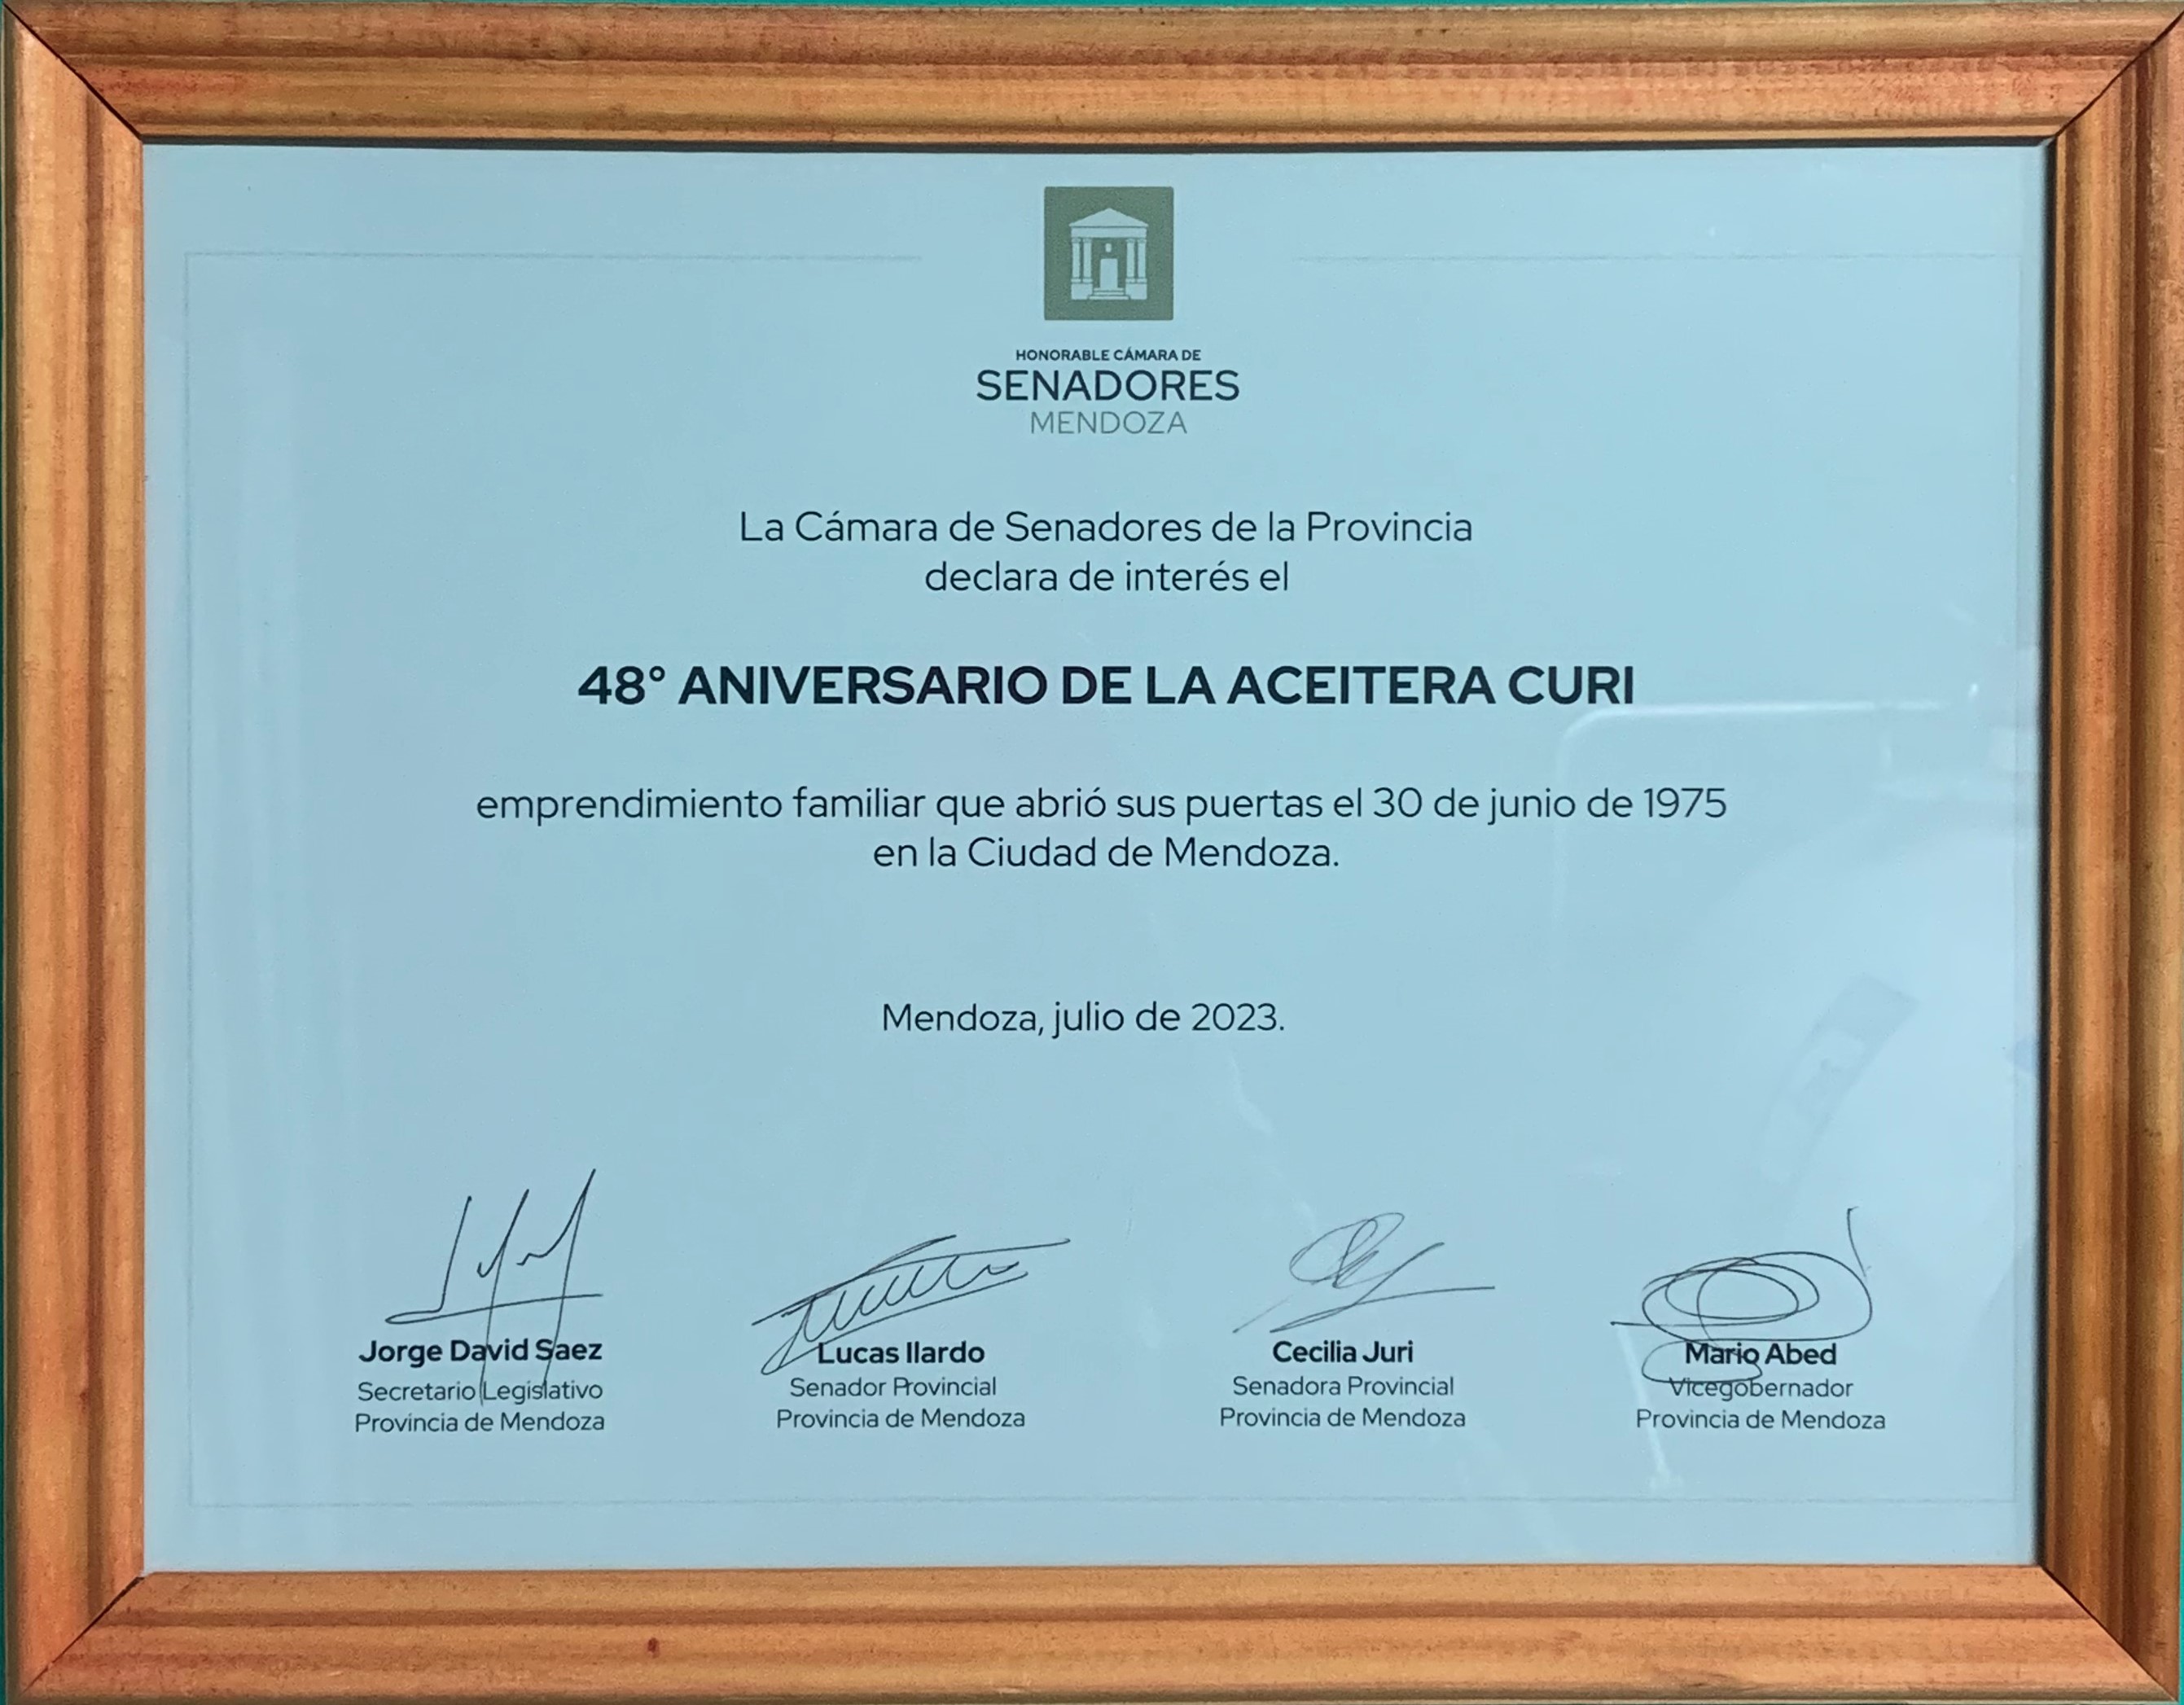 HONORABLE CÁMARA DE
SENADORES
MENDOZA
La Cámara de Senadores de la Provincia
declara de interés el
48° ANIVERSARIO DE LA ACEITERA CURI
emprendimiento familiar que abrió sus puertas el 30 de junio de 1975
en la Ciudad de Mendoza.
Mendoza, julio de 2023.
Jorge David Saez
Secretario Legislativo
Provincia de Mendoza
Lucas Ilardo
Senador Provincial
Provincia de Mendoza
Cecilia Juri
Senadora Provincial
Provincia de Mendoza
Mario Abed
Vicegobernador
Provincia de Mendoza